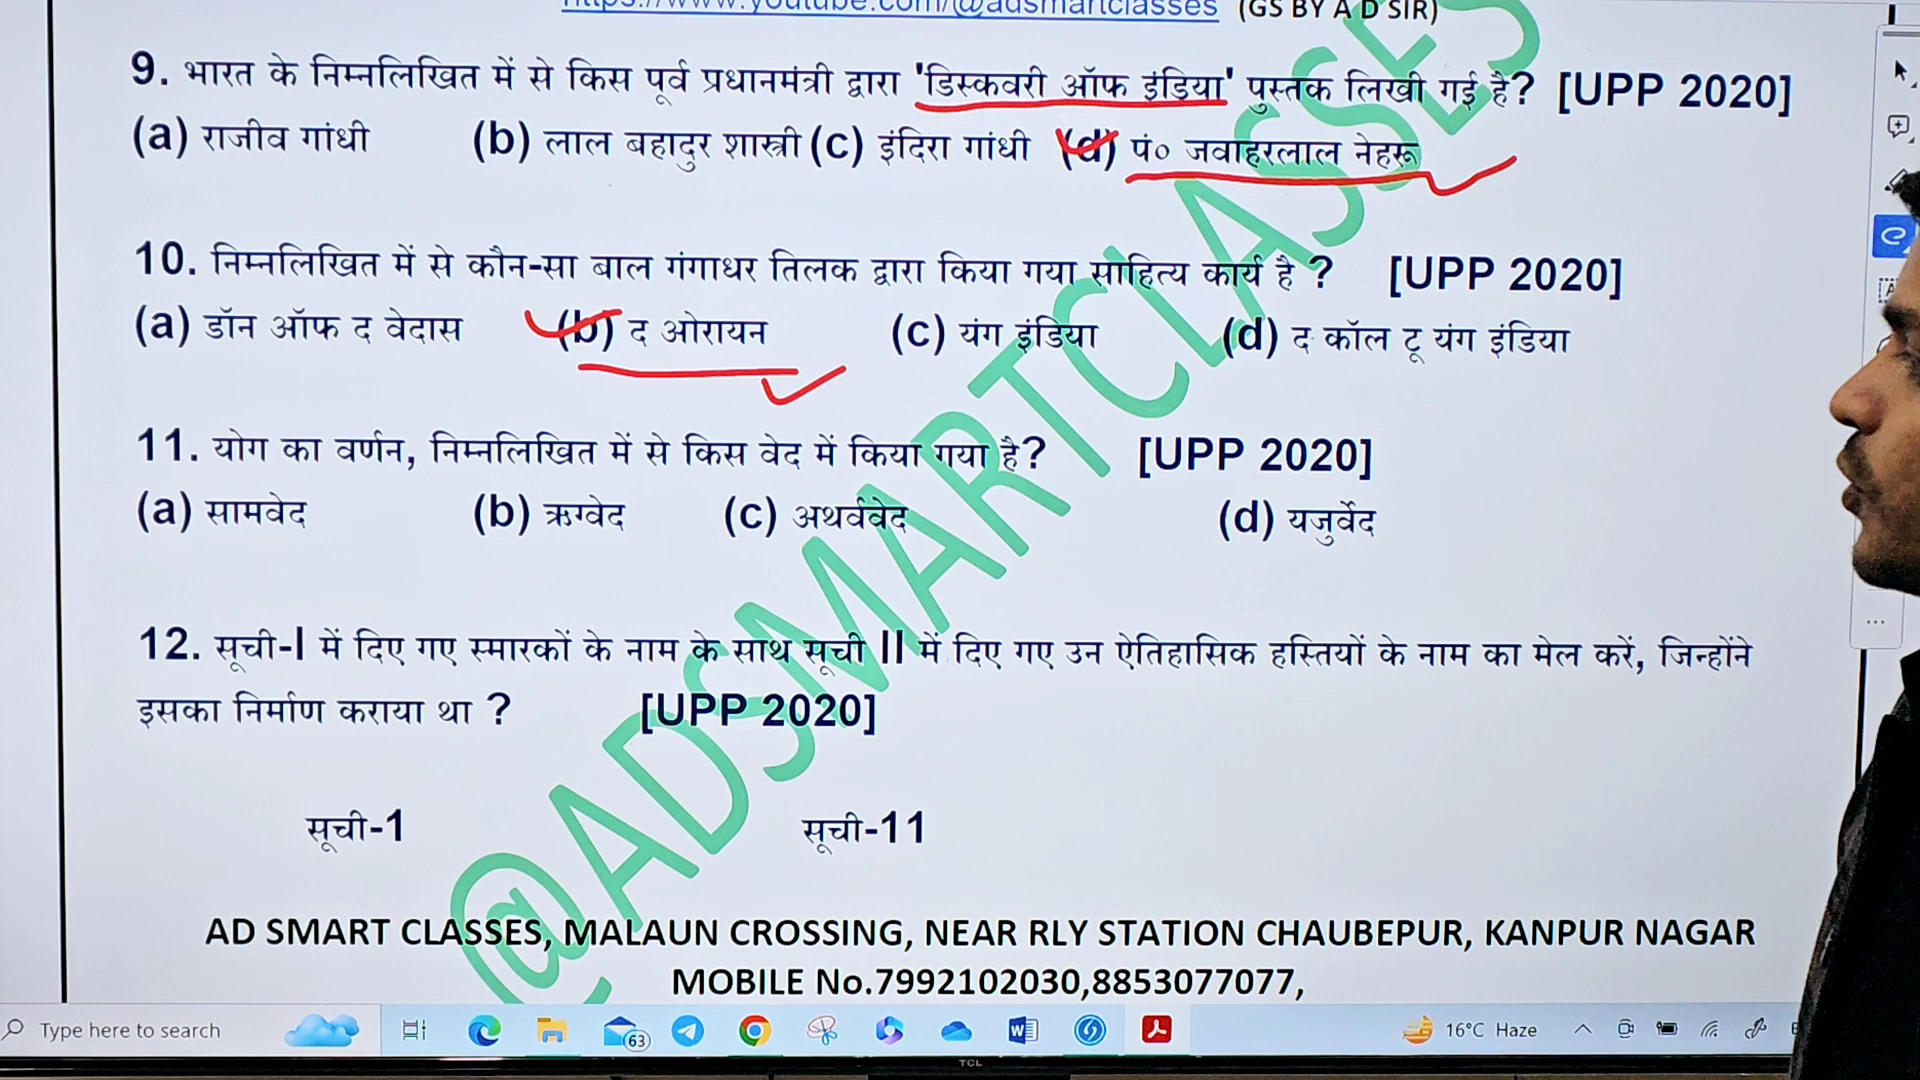 https://www.youtube.com/@adsmartclasses (GS BY A D SIR)
9. भारत के निम्नलिखित में से किस पूर्व प्रधानमंत्री द्वारा 'डिस्कवरी ऑफ इंडिया' पुस्तक लिखी गई है? [UPP 2020]
(a) राजीव गांधी (b) लाल बहादुर शास्त्री (c) इंदिरा गांधी (d) पं० जवाहरलाल नेहरू
10. निम्नलिखित में से कौन-सा बाल गंगाधर तिलक द्वारा किया गया साहित्य कार्य है ? [UPP 2020]
(a) डॉन ऑफ द वेदास (b) द ओरायन (c) यंग इंडिया (d) द कॉल टू यंग इंडिया
11. योग का वर्णन, निम्नलिखित में से किस वेद में किया गया है? [UPP 2020]
(a) सामवेद (b) ऋग्वेद (c) अथर्ववेद (d) यजुर्वेद
12. सूची-I में दिए गए स्मारकों के नाम के साथ सूची II में दिए गए उन ऐतिहासिक हस्तियों के नाम का मेल करें, जिन्होंने
इसका निर्माण कराया था ? [UPP 2020]
सूची-1 सूची-11
@ADSMARTCLASSES
AD SMART CLASSES, MALAUN CROSSING, NEAR RLY STATION CHAUBEPUR, KANPUR NAGAR
MOBILE No.7992102030,8853077077,
Type here to search 63 16°C Haze
TCL